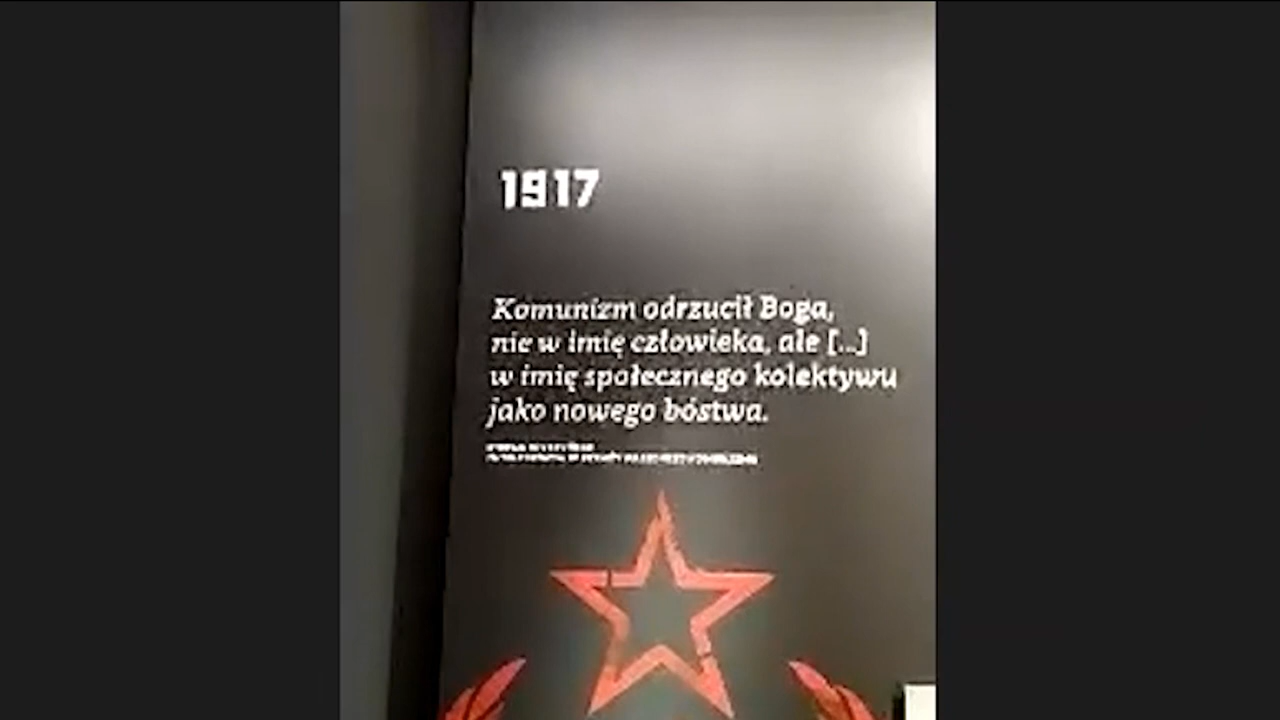 1917
Komunizm odrzucił Boga,
nie w imię człowieka, ale [...]
w imię społecznego kolektywu
jako nowego bóstwa.